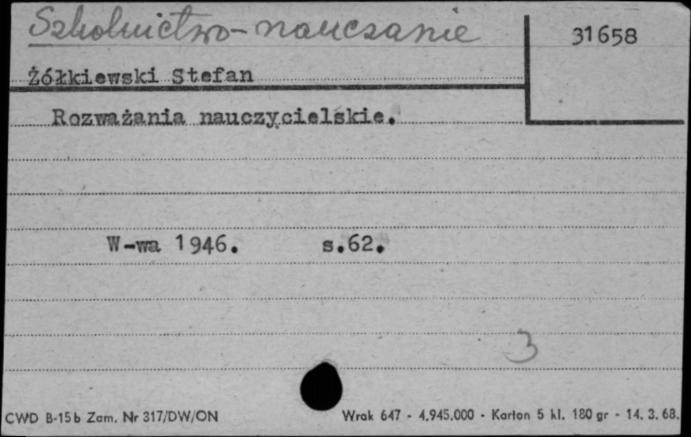 Szkolnictwo-nauczanie
31658
Żółkiewski Stefan
Rozważania nauczycielskie.
W-wa 1946. s.62.
3
CWD B-15b Zam. Nr 317/DW/ON Wrak 647 - 4.945.000 - Karton 5 kl. 180 gr - 14. 3. 68.